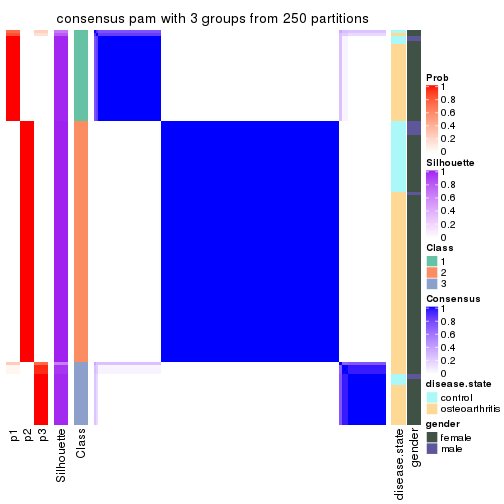 consensus pam with 3 groups from 250 partitions
Prob
1
0.8
0.6
0.4
0.2
0
Silhouette
1
0.8
0.6
0.4
0.2
0
Class
1
2
3
Consensus
1
0.8
0.6
0.4
0.2
0
disease.state
control
osteoarthritis
gender
female
male
p1
p2
p3
Silhouette
Class
disease.state
gender